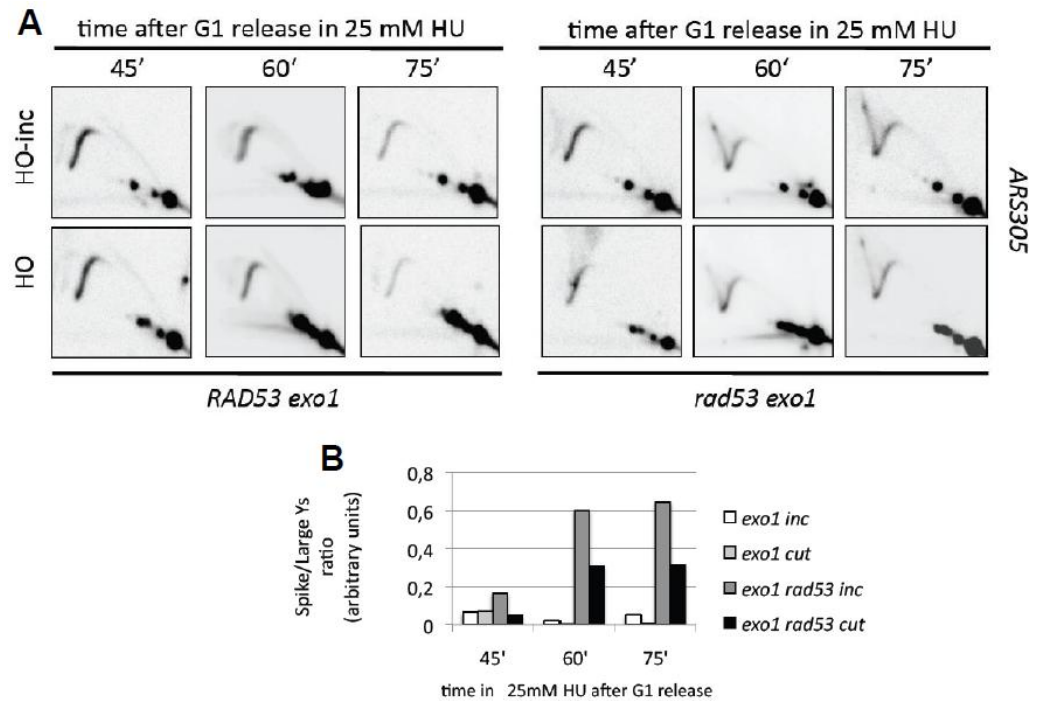 A
time after G1 release in 25 mM HU
time after G1 release in 25 mM HU
45’ 60‘ 75’
45’ 60‘ 75’
HO-inc
HO
ARS305
RAD53 exo1
rad53 exo1
B
Spike/Large Ys
ratio
(arbitrary units)
0,8
0,6
0,4
0,2
0
45' 60' 75'
time in 25mM HU after G1 release
exo1 inc
exo1 cut
exo1 rad53 inc
exo1 rad53 cut